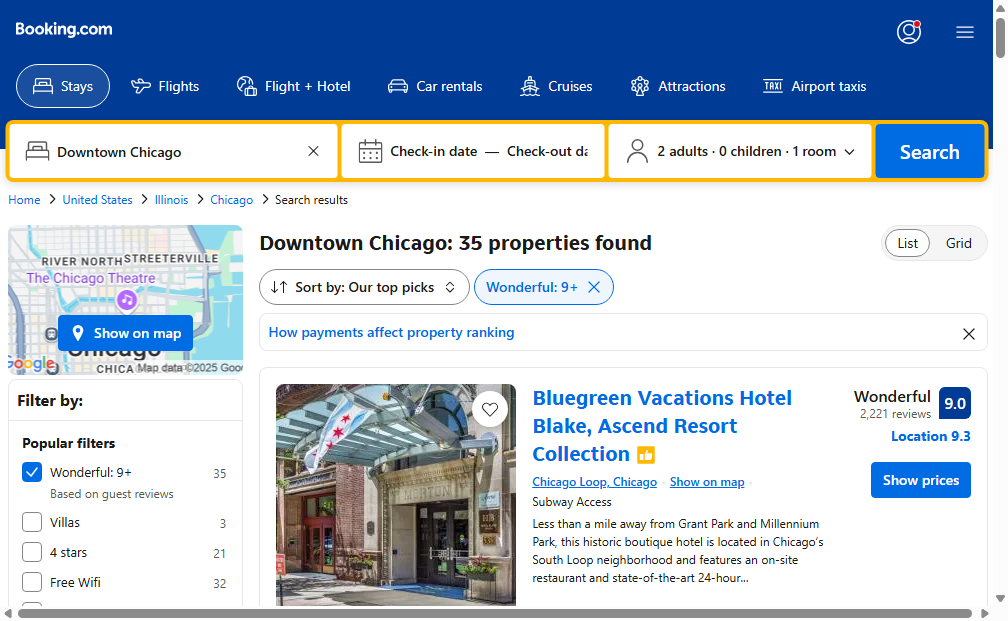 Booking.com
Stays
Flights
Flight + Hotel
Car rentals
Cruises
Attractions
TAXI
Airport taxis
Downtown Chicago
Check-in date — Check-out da
2 adults · 0 children · 1 room
Search
Home
United States
Illinois
Chicago
Search results
RIVER NORTH
STREETERVILLE
The Chicago Theatre
Show on map
Chicago
Google
CHICA
Map data ©2025 Goo
Filter by:
Popular filters
Wonderful: 9+
35
Based on guest reviews
Villas
3
4 stars
21
Free Wifi
32
Downtown Chicago: 35 properties found
List
Grid
Sort by: Our top picks
Wonderful: 9+
How payments affect property ranking
Bluegreen Vacations Hotel
Blake, Ascend Resort
Collection
Chicago Loop, Chicago
Show on map
Subway Access
Less than a mile away from Grant Park and Millennium
Park, this historic boutique hotel is located in Chicago's
South Loop neighborhood and features an on-site
restaurant and state-of-the-art 24-hour...
Wonderful
2,221 reviews
9.0
Location 9.3
Show prices